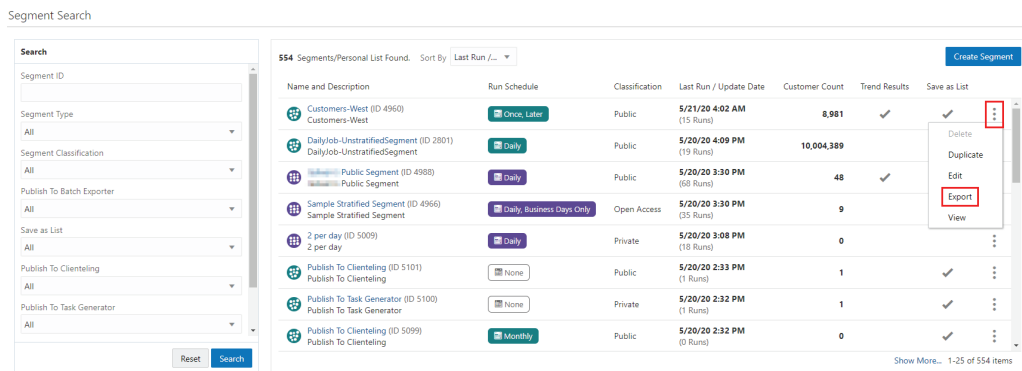 Segment Search
Search
Segment ID
Segment Type
All
Segment Classification
All
Publish To Batch Exporter
All
Save as List
All
Publish To Clienteling
All
Publish To Task Generator
All
Reset Search
554 Segments/Personal List Found. Sort By Last Run /... Create Segment
Name and Description Run Schedule Classification Last Run / Update Date Customer Count Trend Results Save as List
Customers-West (ID 4960) Once, Later Public 5/21/20 4:02 AM 8,981
Customers-West (15 Runs)
DailyJob-UnstratifiedSegment (ID 2801) Daily Public 5/20/20 4:09 PM 10,004,389
DailyJob-UnstratifiedSegment (19 Runs)
Public Segment (ID 4988) Daily Public 5/20/20 3:30 PM 48
Public Segment (68 Runs)
Sample Stratified Segment (ID 4966) Daily, Business Days Only Open Access 5/20/20 3:30 PM 9
Sample Stratified Segment (35 Runs)
2 per day (ID 5009) Daily Private 5/20/20 3:08 PM 0
2 per day (18 Runs)
Publish To Clienteling (ID 5101) None Public 5/20/20 2:33 PM 1
Publish To Clienteling (1 Runs)
Publish To Task Generator (ID 5100) None Private 5/20/20 2:32 PM 1
Publish To Task Generator (1 Runs)
Publish To Clienteling (ID 5099) Monthly Public 5/20/20 2:32 PM 0
Publish To Clienteling (0 Runs)
Delete
Duplicate
Edit
Export
View
Show More... 1-25 of 554 items